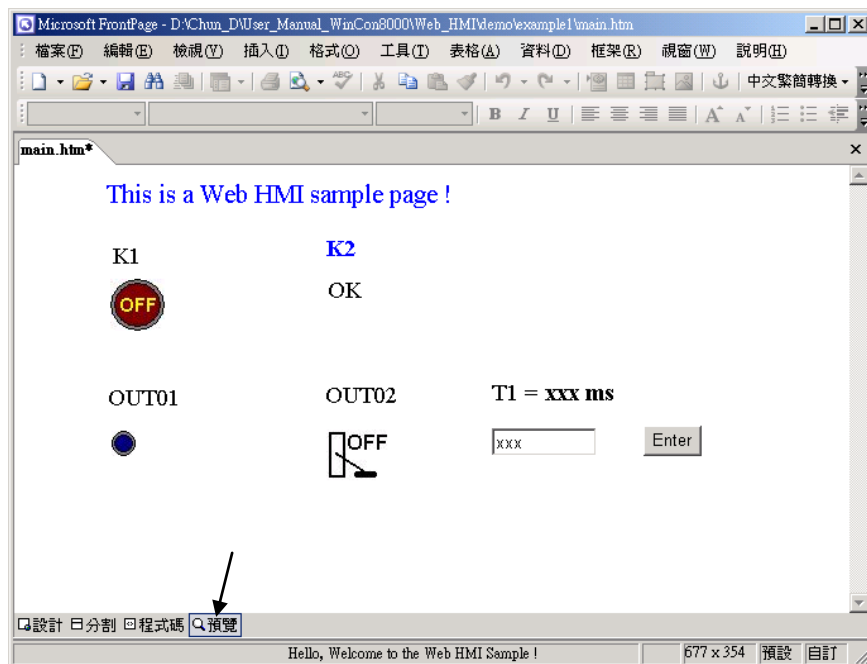 Microsoft FrontPage - D:\Chun_D\User_Manual_WinCon8000\Web_HMI\demo\example1\main.htm
檔案(F) 編輯(E) 檢視(V) 插入(I) 格式(O) 工具(T) 表格(A) 資料(D) 框架(R) 視窗(W) 說明(H)
中文繁簡轉換
B I U A A
main.htm*
This is a Web HMI sample page !
K1 K2
OFF OK
OUT01 OUT02 T1 = xxx ms
OFF xxx Enter
設計 分割 程式碼 預覽
Hello, Welcome to the Web HMI Sample ! 677 x 354 預設 自訂